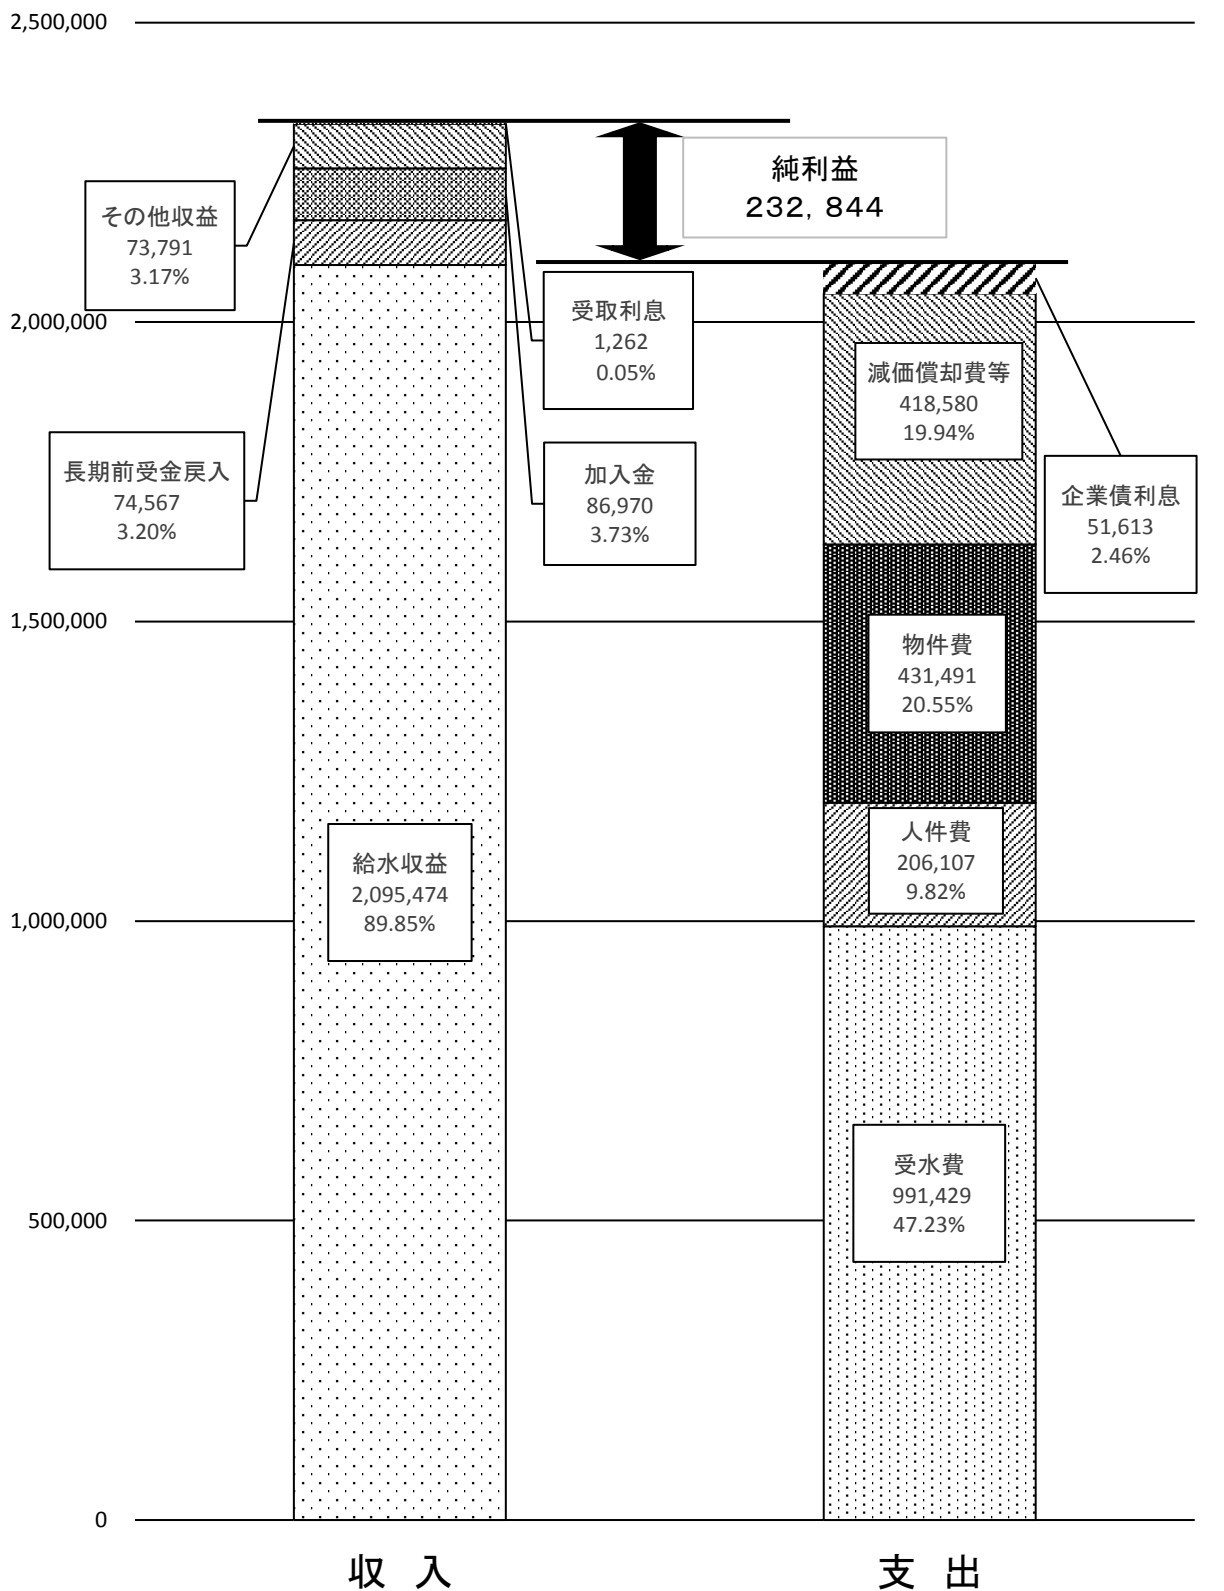 2,500,000
純利益
232, 844
その他収益
73,791
3.17%
受取利息
1,262
0.05%
2,000,000
減価償却費等
418,580
19.94%
長期前受金戻入
74,567
3.20%
加入金
86,970
3.73%
企業債利息
51,613
2.46%
1,500,000
物件費
431,491
20.55%
人件費
206,107
9.82%
給水収益
2,095,474
89.85%
1,000,000
受水費
991,429
47.23%
500,000
0
収 入
支 出